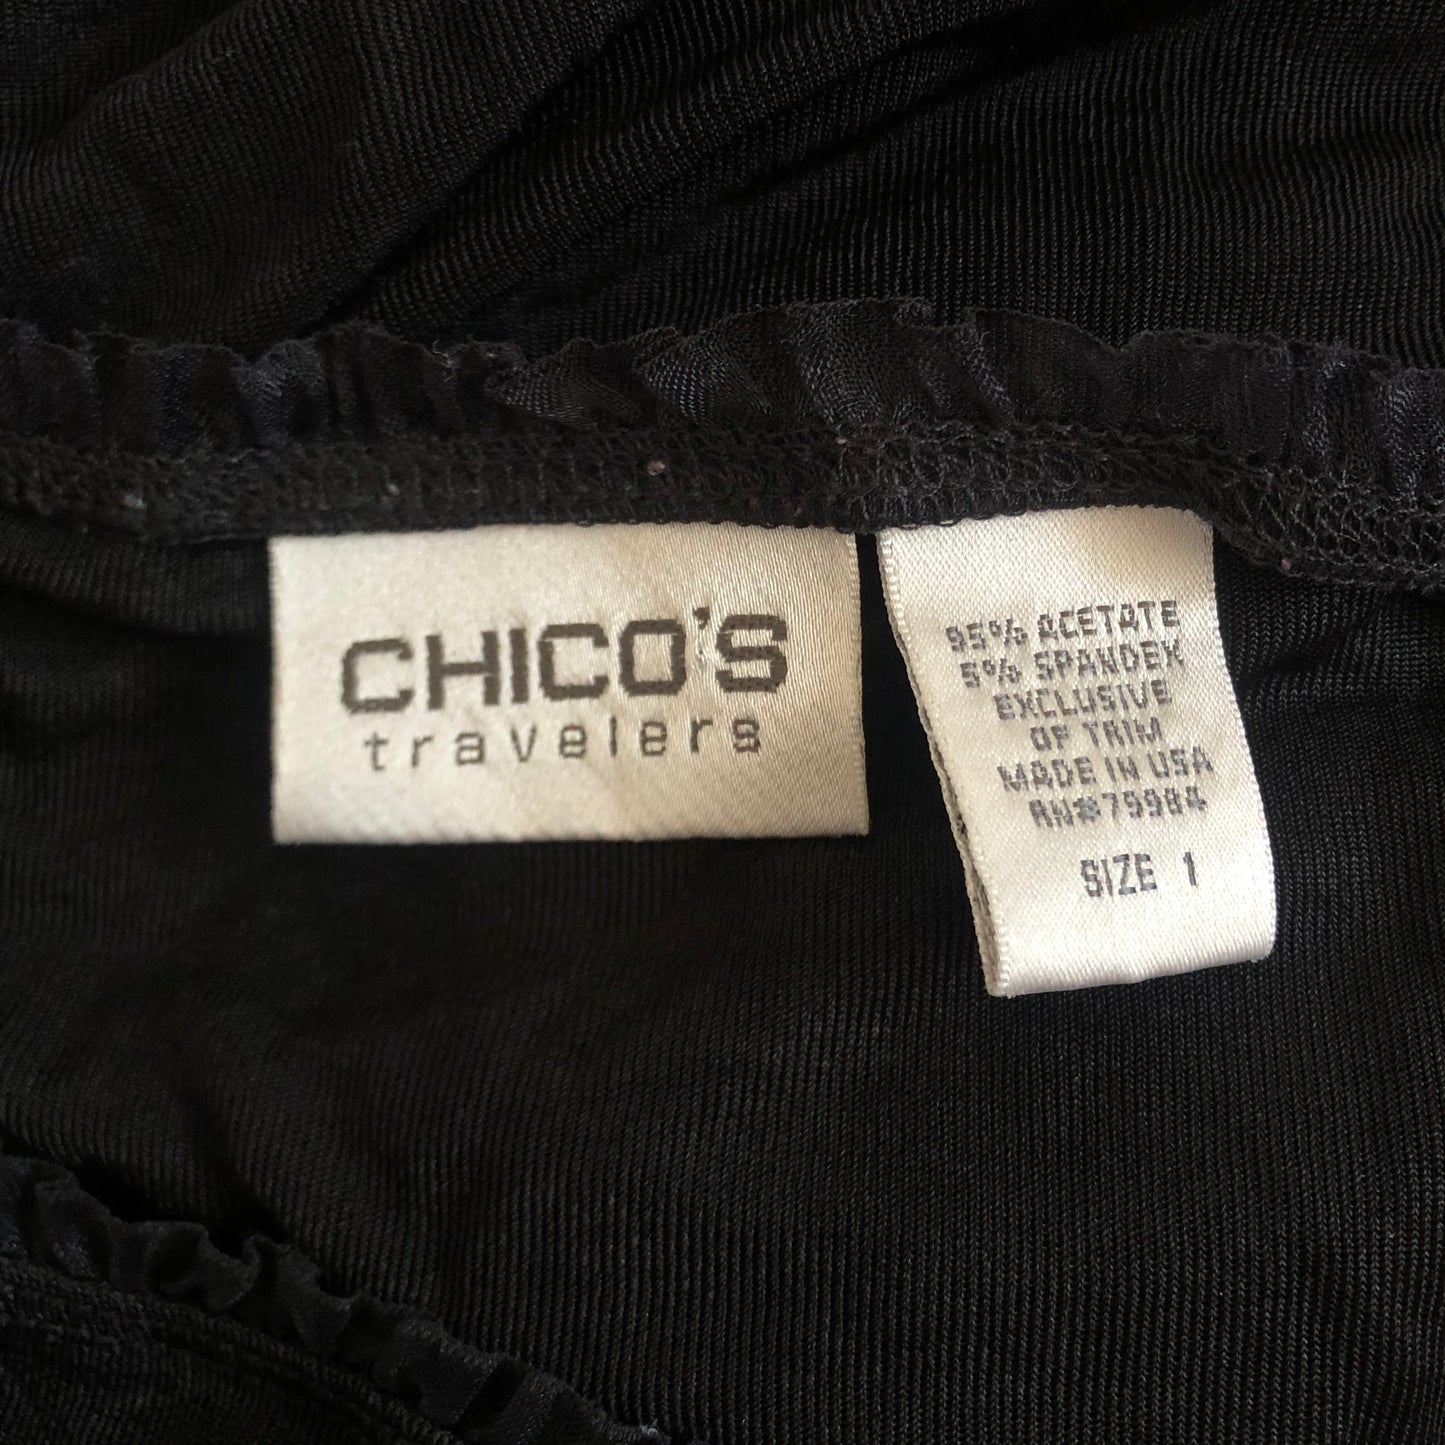 CHICO'S
travelers
95% ACETATE
5% SPANDEX
EXCLUSIVE
OF TRIM
MADE IN USA
RN#79984
SIZE 1